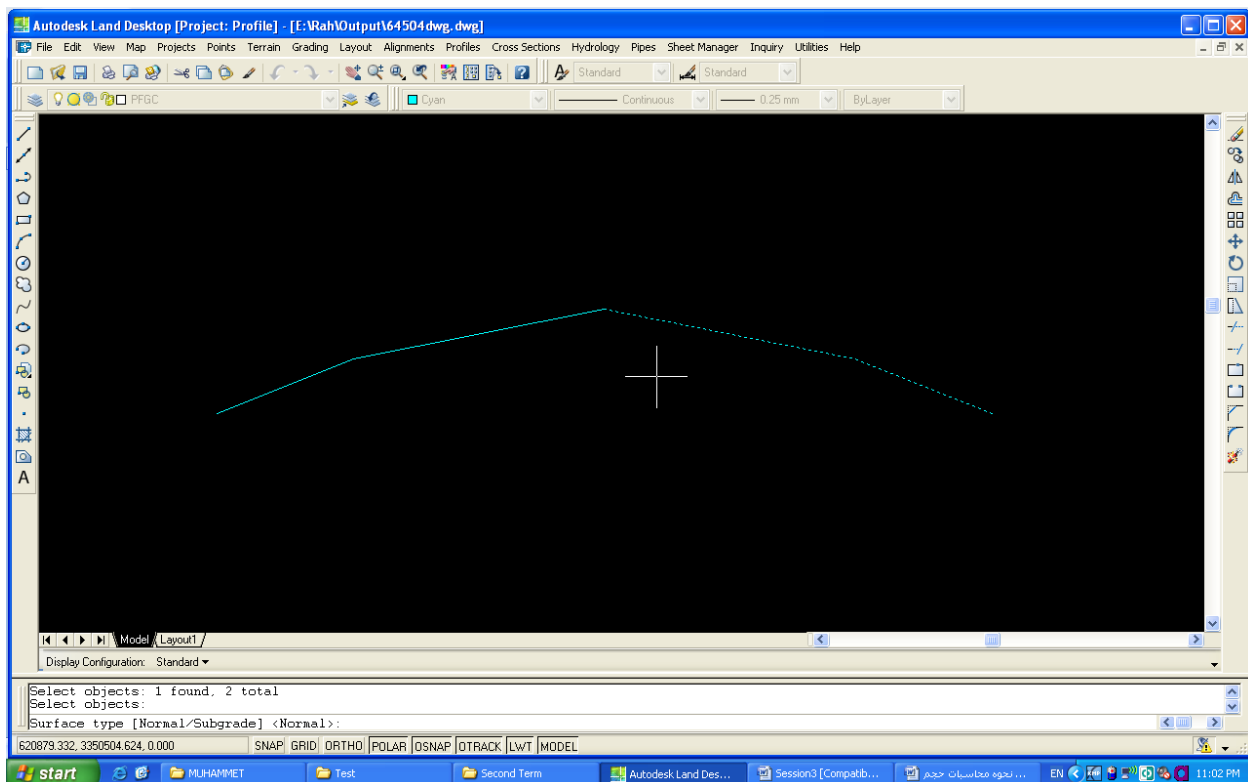 Autodesk Land Desktop [Project: Profile] - [E:\Rah\Output\64504dwg.dwg]
File Edit View Map Projects Points Terrain Grading Layout Alignments Profiles Cross Sections Hydrology Pipes Sheet Manager Inquiry Utilities Help
Standard Standard
PFGC Cyan Continuous 0.25 mm ByLayer
A
Model Layout1
Display Configuration: Standard
Select objects: 1 found, 2 total
Select objects:
Surface type [Normal/Subgrade] <Normal>:
620879.332, 3350504.624, 0.000 SNAP GRID ORTHO POLAR OSNAP OTRACK LWT MODEL
start MUHAMMET Test Second Term Autodesk Land Des... Session3 [Compatib... نحوه محاسبات حجم ... EN 11:02 PM